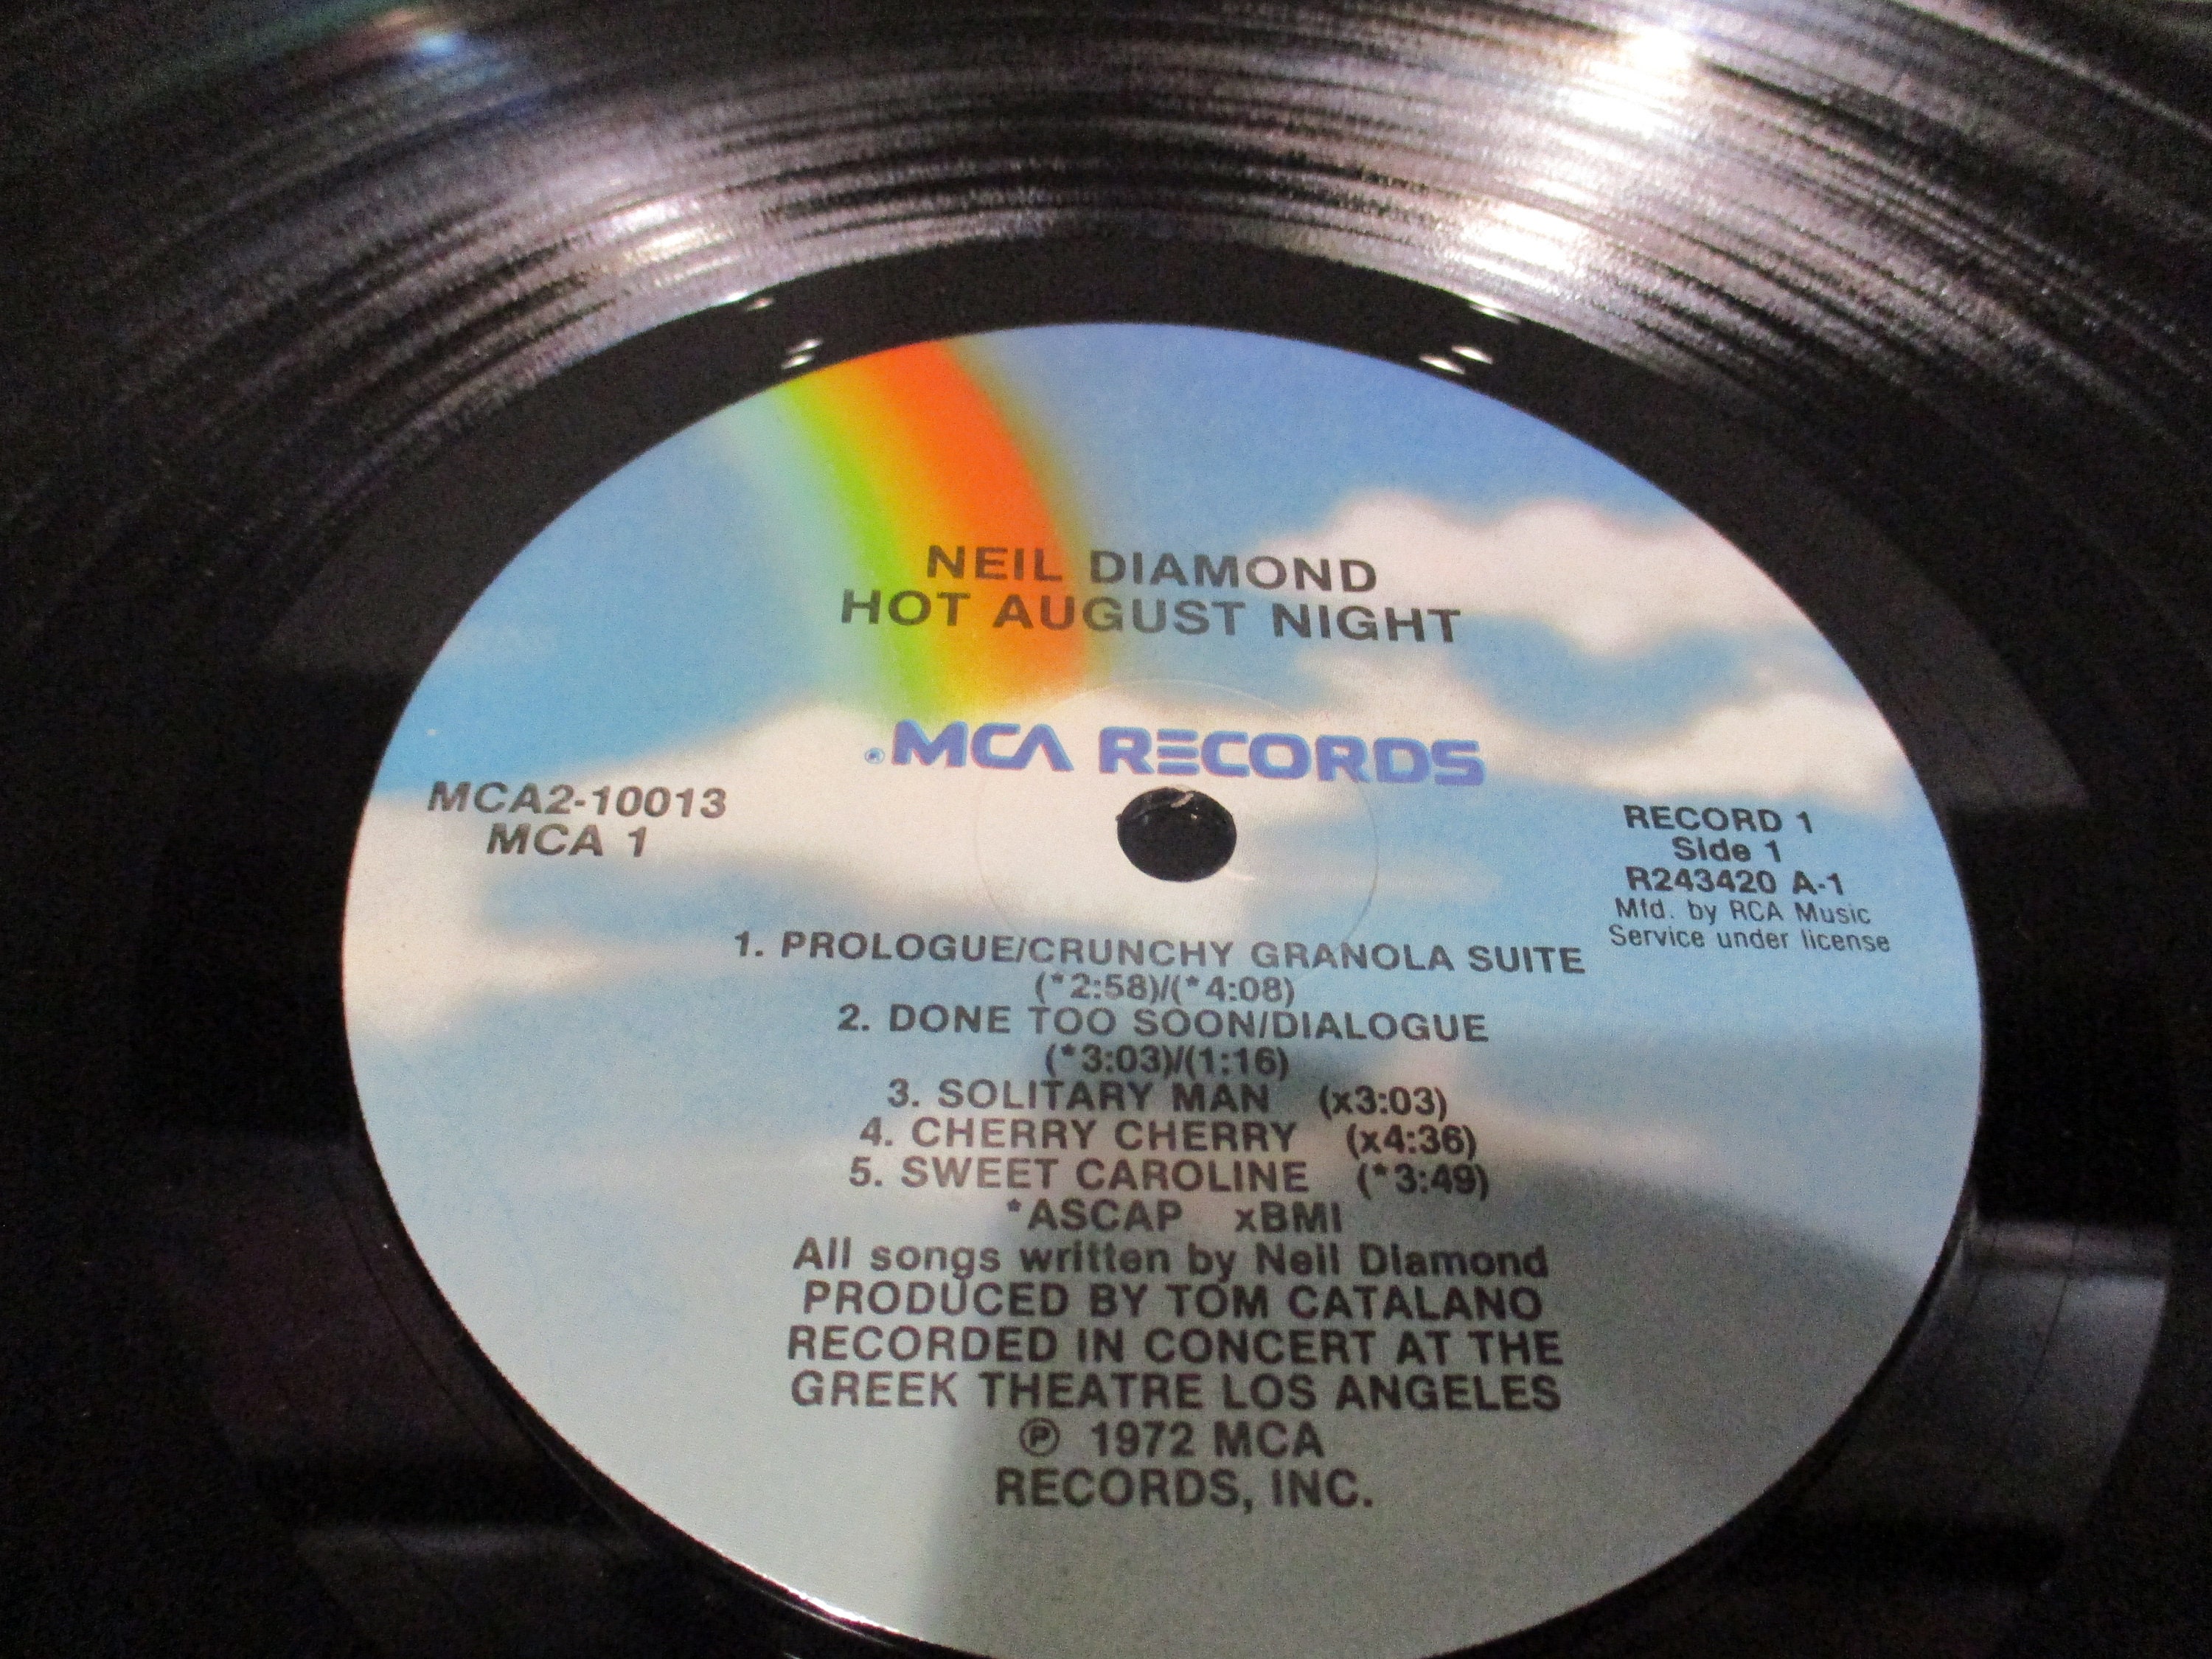 NEIL DIAMOND
HOT AUGUST NIGHT
®MCA RECORDS
MCA2-10013
MCA 1
RECORD 1
Side 1
R243420 A-1
Mfd. by RCA Music
Service under license
1. PROLOGUE/CRUNCHY GRANOLA SUITE
(*2:58)/(*4:08)
2. DONE TOO SOON/DIALOGUE
(*3:03)/(1:16)
3. SOLITARY MAN (x3:03)
4. CHERRY CHERRY (x4:36)
5. SWEET CAROLINE (*3:49)
*ASCAP xBMI
All songs written by Neil Diamond
PRODUCED BY TOM CATALANO
RECORDED IN CONCERT AT THE
GREEK THEATRE LOS ANGELES
℗ 1972 MCA
RECORDS, INC.